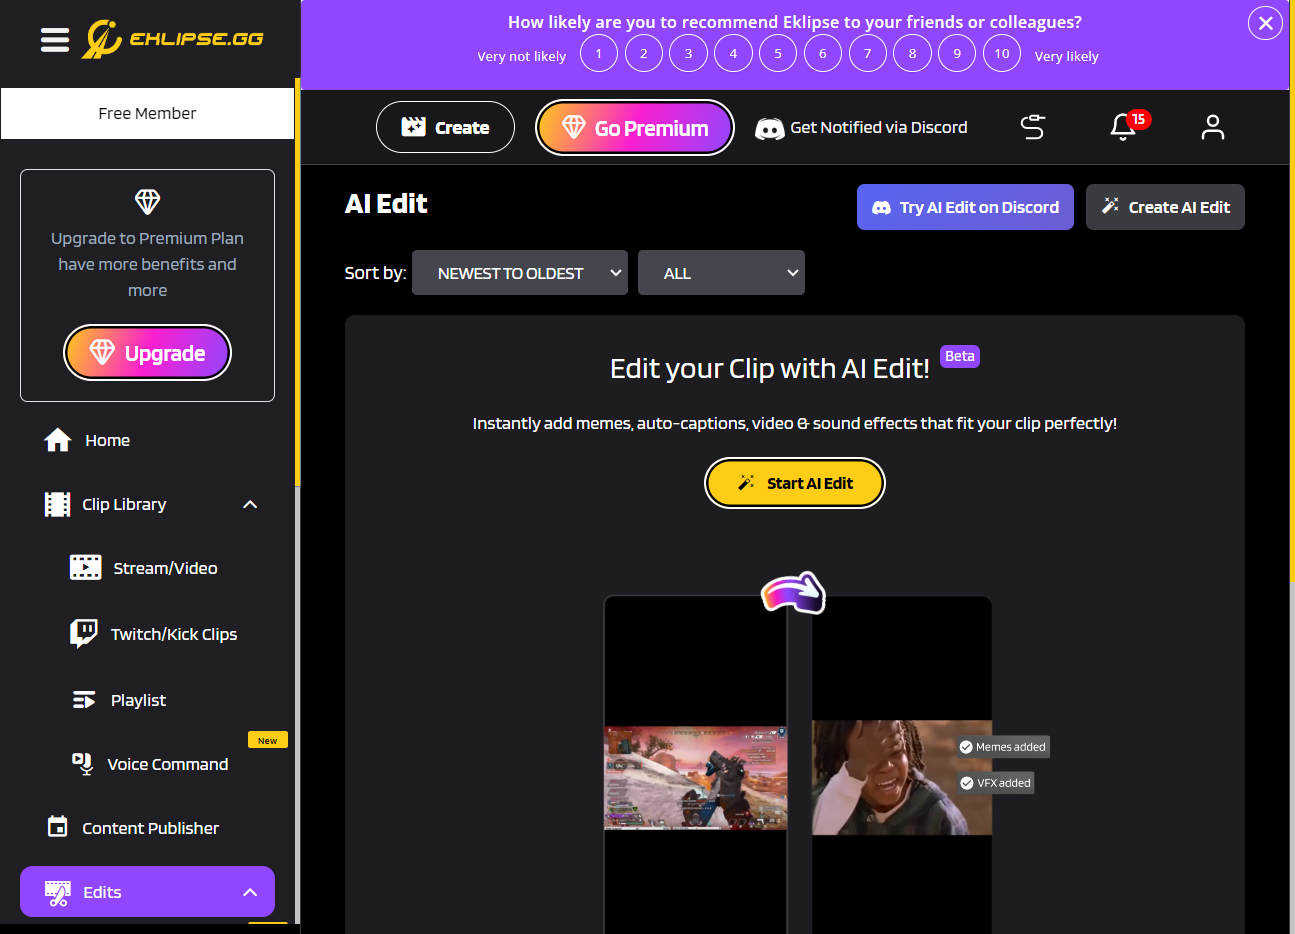 EKLIPSE.GG
Free Member
Upgrade to Premium Plan
have more benefits and
more
Upgrade
Home
Clip Library
Stream/Video
Twitch/Kick Clips
Playlist
New
Voice Command
Content Publisher
Edits
How likely are you to recommend Eklipse to your friends or colleagues?
Very not likely 1 2 3 4 5 6 7 8 9 10 Very likely
Create
Go Premium
Get Notified via Discord
15
AI Edit
Try AI Edit on Discord
Create AI Edit
Sort by: NEWEST TO OLDEST ALL
Edit your Clip with AI Edit! Beta
Instantly add memes, auto-captions, video & sound effects that fit your clip perfectly!
Start AI Edit
Memes added
VFX added